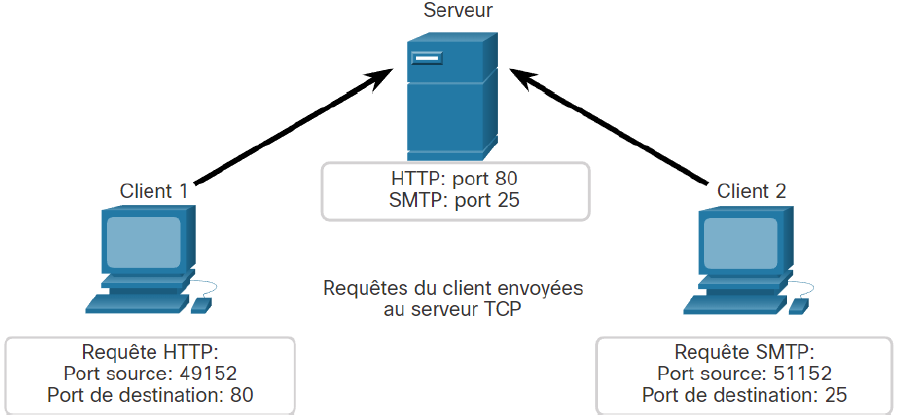 Serveur
HTTP: port 80
SMTP: port 25
Client 1
Client 2
Requêtes du client envoyées
au serveur TCP
Requête HTTP:
Port source: 49152
Port de destination: 80
Requête SMTP:
Port source: 51152
Port de destination: 25